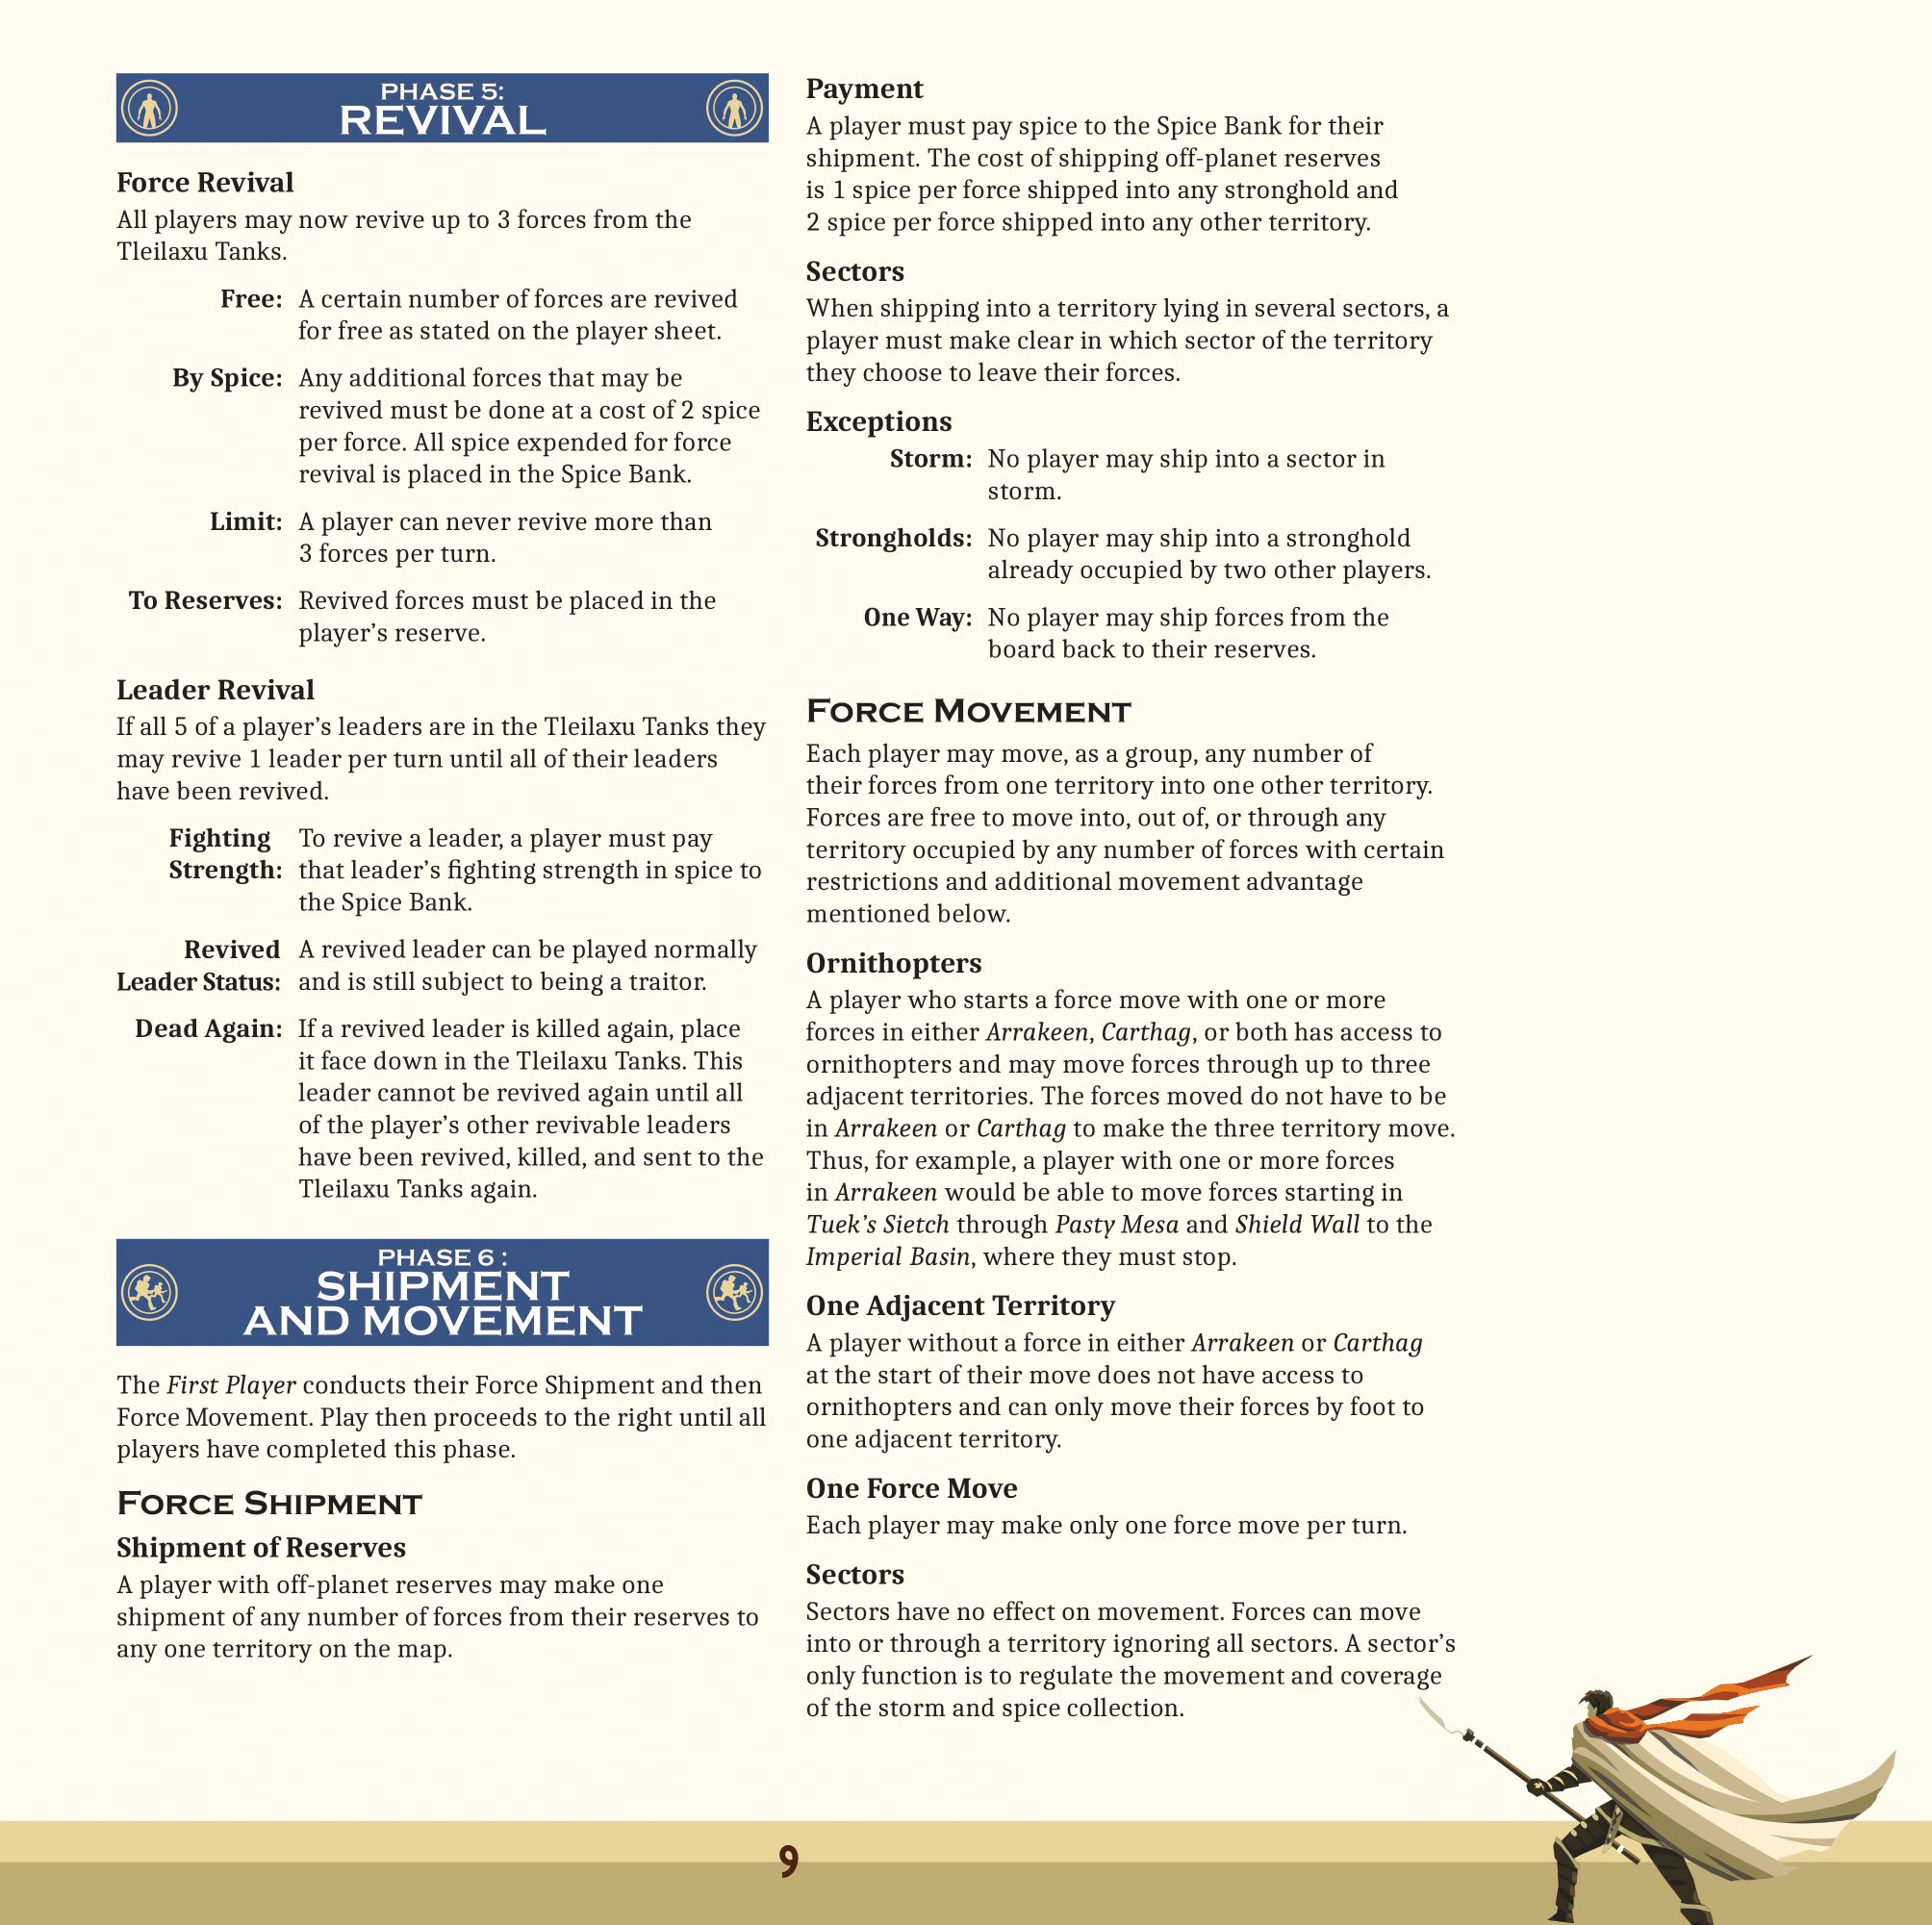 PHASE 5:
REVIVAL
Force Revival
All players may now revive up to 3 forces from the
Tleilaxu Tanks.
Free: A certain number of forces are revived
for free as stated on the player sheet.
By Spice: Any additional forces that may be
revived must be done at a cost of 2 spice
per force. All spice expended for force
revival is placed in the Spice Bank.
Limit: A player can never revive more than
3 forces per turn.
To Reserves: Revived forces must be placed in the
player's reserve.
Leader Revival
If all 5 of a player's leaders are in the Tleilaxu Tanks they
may revive 1 leader per turn until all of their leaders
have been revived.
Fighting To revive a leader, a player must pay
Strength: that leader's fighting strength in spice to
the Spice Bank.
Revived A revived leader can be played normally
Leader Status: and is still subject to being a traitor.
Dead Again: If a revived leader is killed again, place
it face down in the Tleilaxu Tanks. This
leader cannot be revived again until all
of the player's other revivable leaders
have been revived, killed, and sent to the
Tleilaxu Tanks again.
PHASE 6 :
SHIPMENT
AND MOVEMENT
The First Player conducts their Force Shipment and then
Force Movement. Play then proceeds to the right until all
players have completed this phase.
FORCE SHIPMENT
Shipment of Reserves
A player with off-planet reserves may make one
shipment of any number of forces from their reserves to
any one territory on the map.
Payment
A player must pay spice to the Spice Bank for their
shipment. The cost of shipping off-planet reserves
is 1 spice per force shipped into any stronghold and
2 spice per force shipped into any other territory.
Sectors
When shipping into a territory lying in several sectors, a
player must make clear in which sector of the territory
they choose to leave their forces.
Exceptions
Storm: No player may ship into a sector in
storm.
Strongholds: No player may ship into a stronghold
already occupied by two other players.
One Way: No player may ship forces from the
board back to their reserves.
FORCE MOVEMENT
Each player may move, as a group, any number of
their forces from one territory into one other territory.
Forces are free to move into, out of, or through any
territory occupied by any number of forces with certain
restrictions and additional movement advantage
mentioned below.
Ornithopters
A player who starts a force move with one or more
forces in either Arrakeen, Carthag, or both has access to
ornithopters and may move forces through up to three
adjacent territories. The forces moved do not have to be
in Arrakeen or Carthag to make the three territory move.
Thus, for example, a player with one or more forces
in Arrakeen would be able to move forces starting in
Tuek's Sietch through Pasty Mesa and Shield Wall to the
Imperial Basin, where they must stop.
One Adjacent Territory
A player without a force in either Arrakeen or Carthag
at the start of their move does not have access to
ornithopters and can only move their forces by foot to
one adjacent territory.
One Force Move
Each player may make only one force move per turn.
Sectors
Sectors have no effect on movement. Forces can move
into or through a territory ignoring all sectors. A sector's
only function is to regulate the movement and coverage
of the storm and spice collection.
9